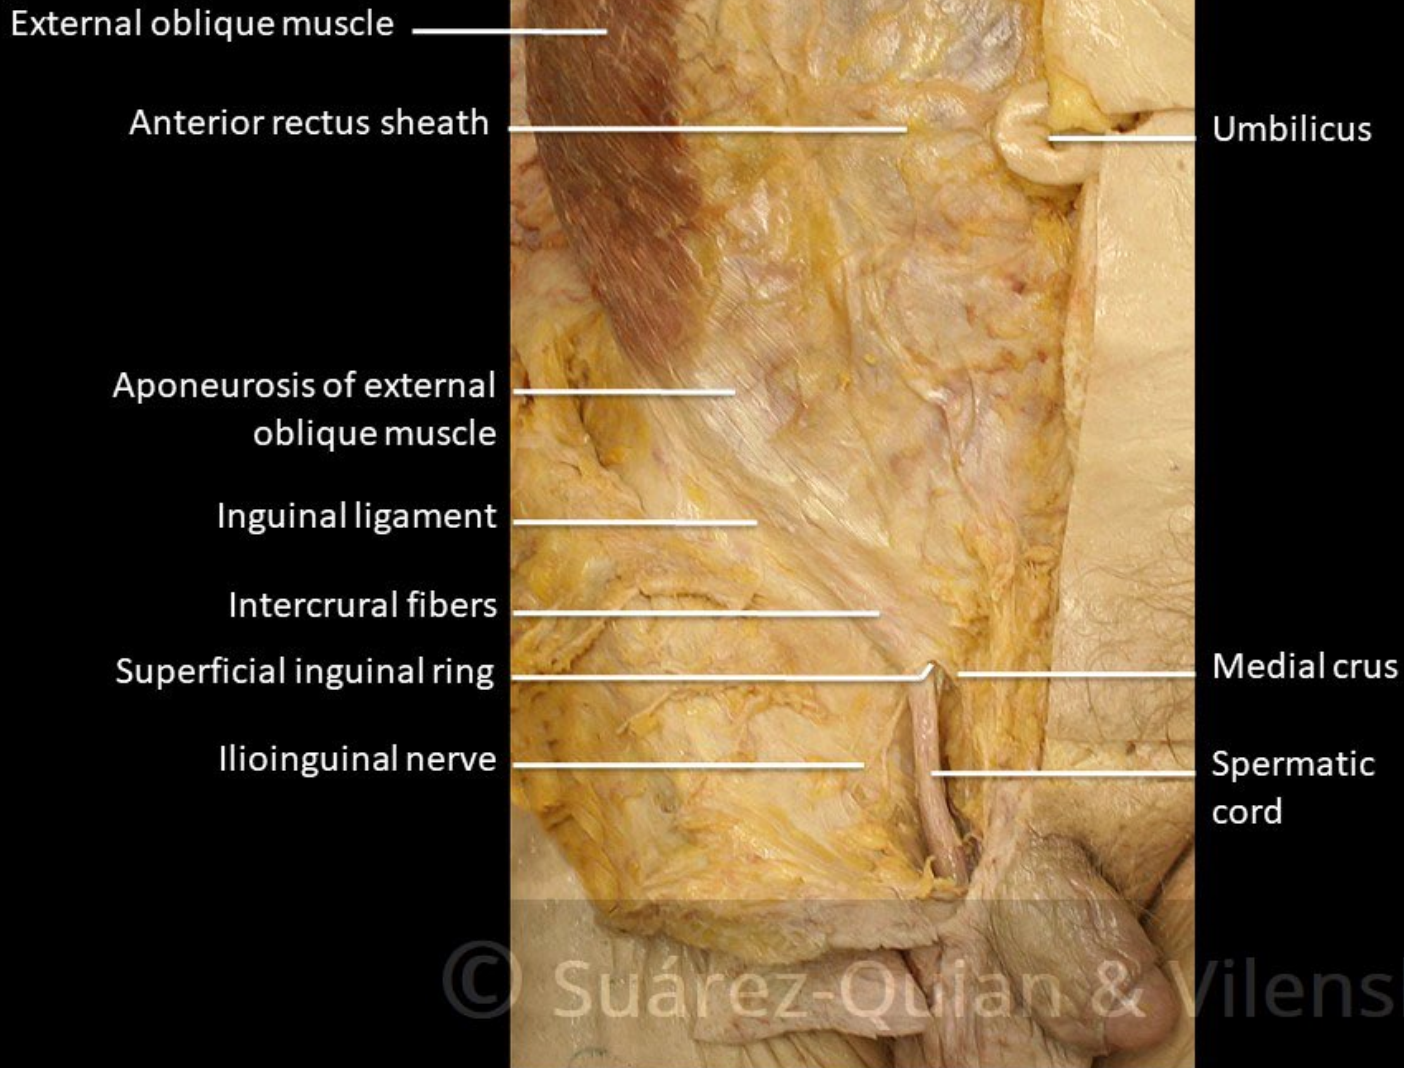 External oblique muscle
Anterior rectus sheath
Umbilicus
Aponeurosis of external
oblique muscle
Inguinal ligament
Intercrural fibers
Superficial inguinal ring
Medial crus
Ilioinguinal nerve
Spermatic
cord
© Suárez-Quian & Vilens